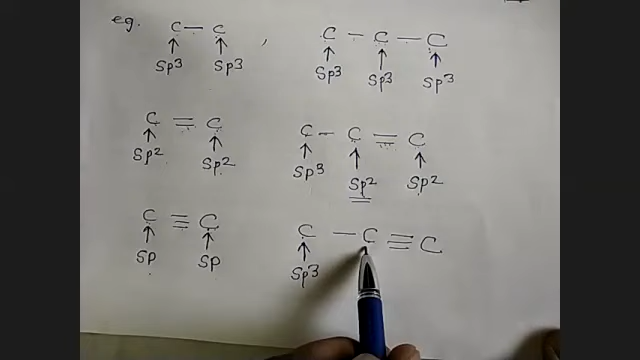 eg. C — C , C — C — C
↑ ↑ ↑ ↑ ↑
Sp3 Sp3 Sp3 Sp3 Sp3
C = C C - C = C
↑ ↑ ↑ ↑ ↑
Sp2 Sp2 Sp3 Sp2 Sp2
C ≡ C C — C ≡ C
↑ ↑ ↑
Sp Sp Sp3